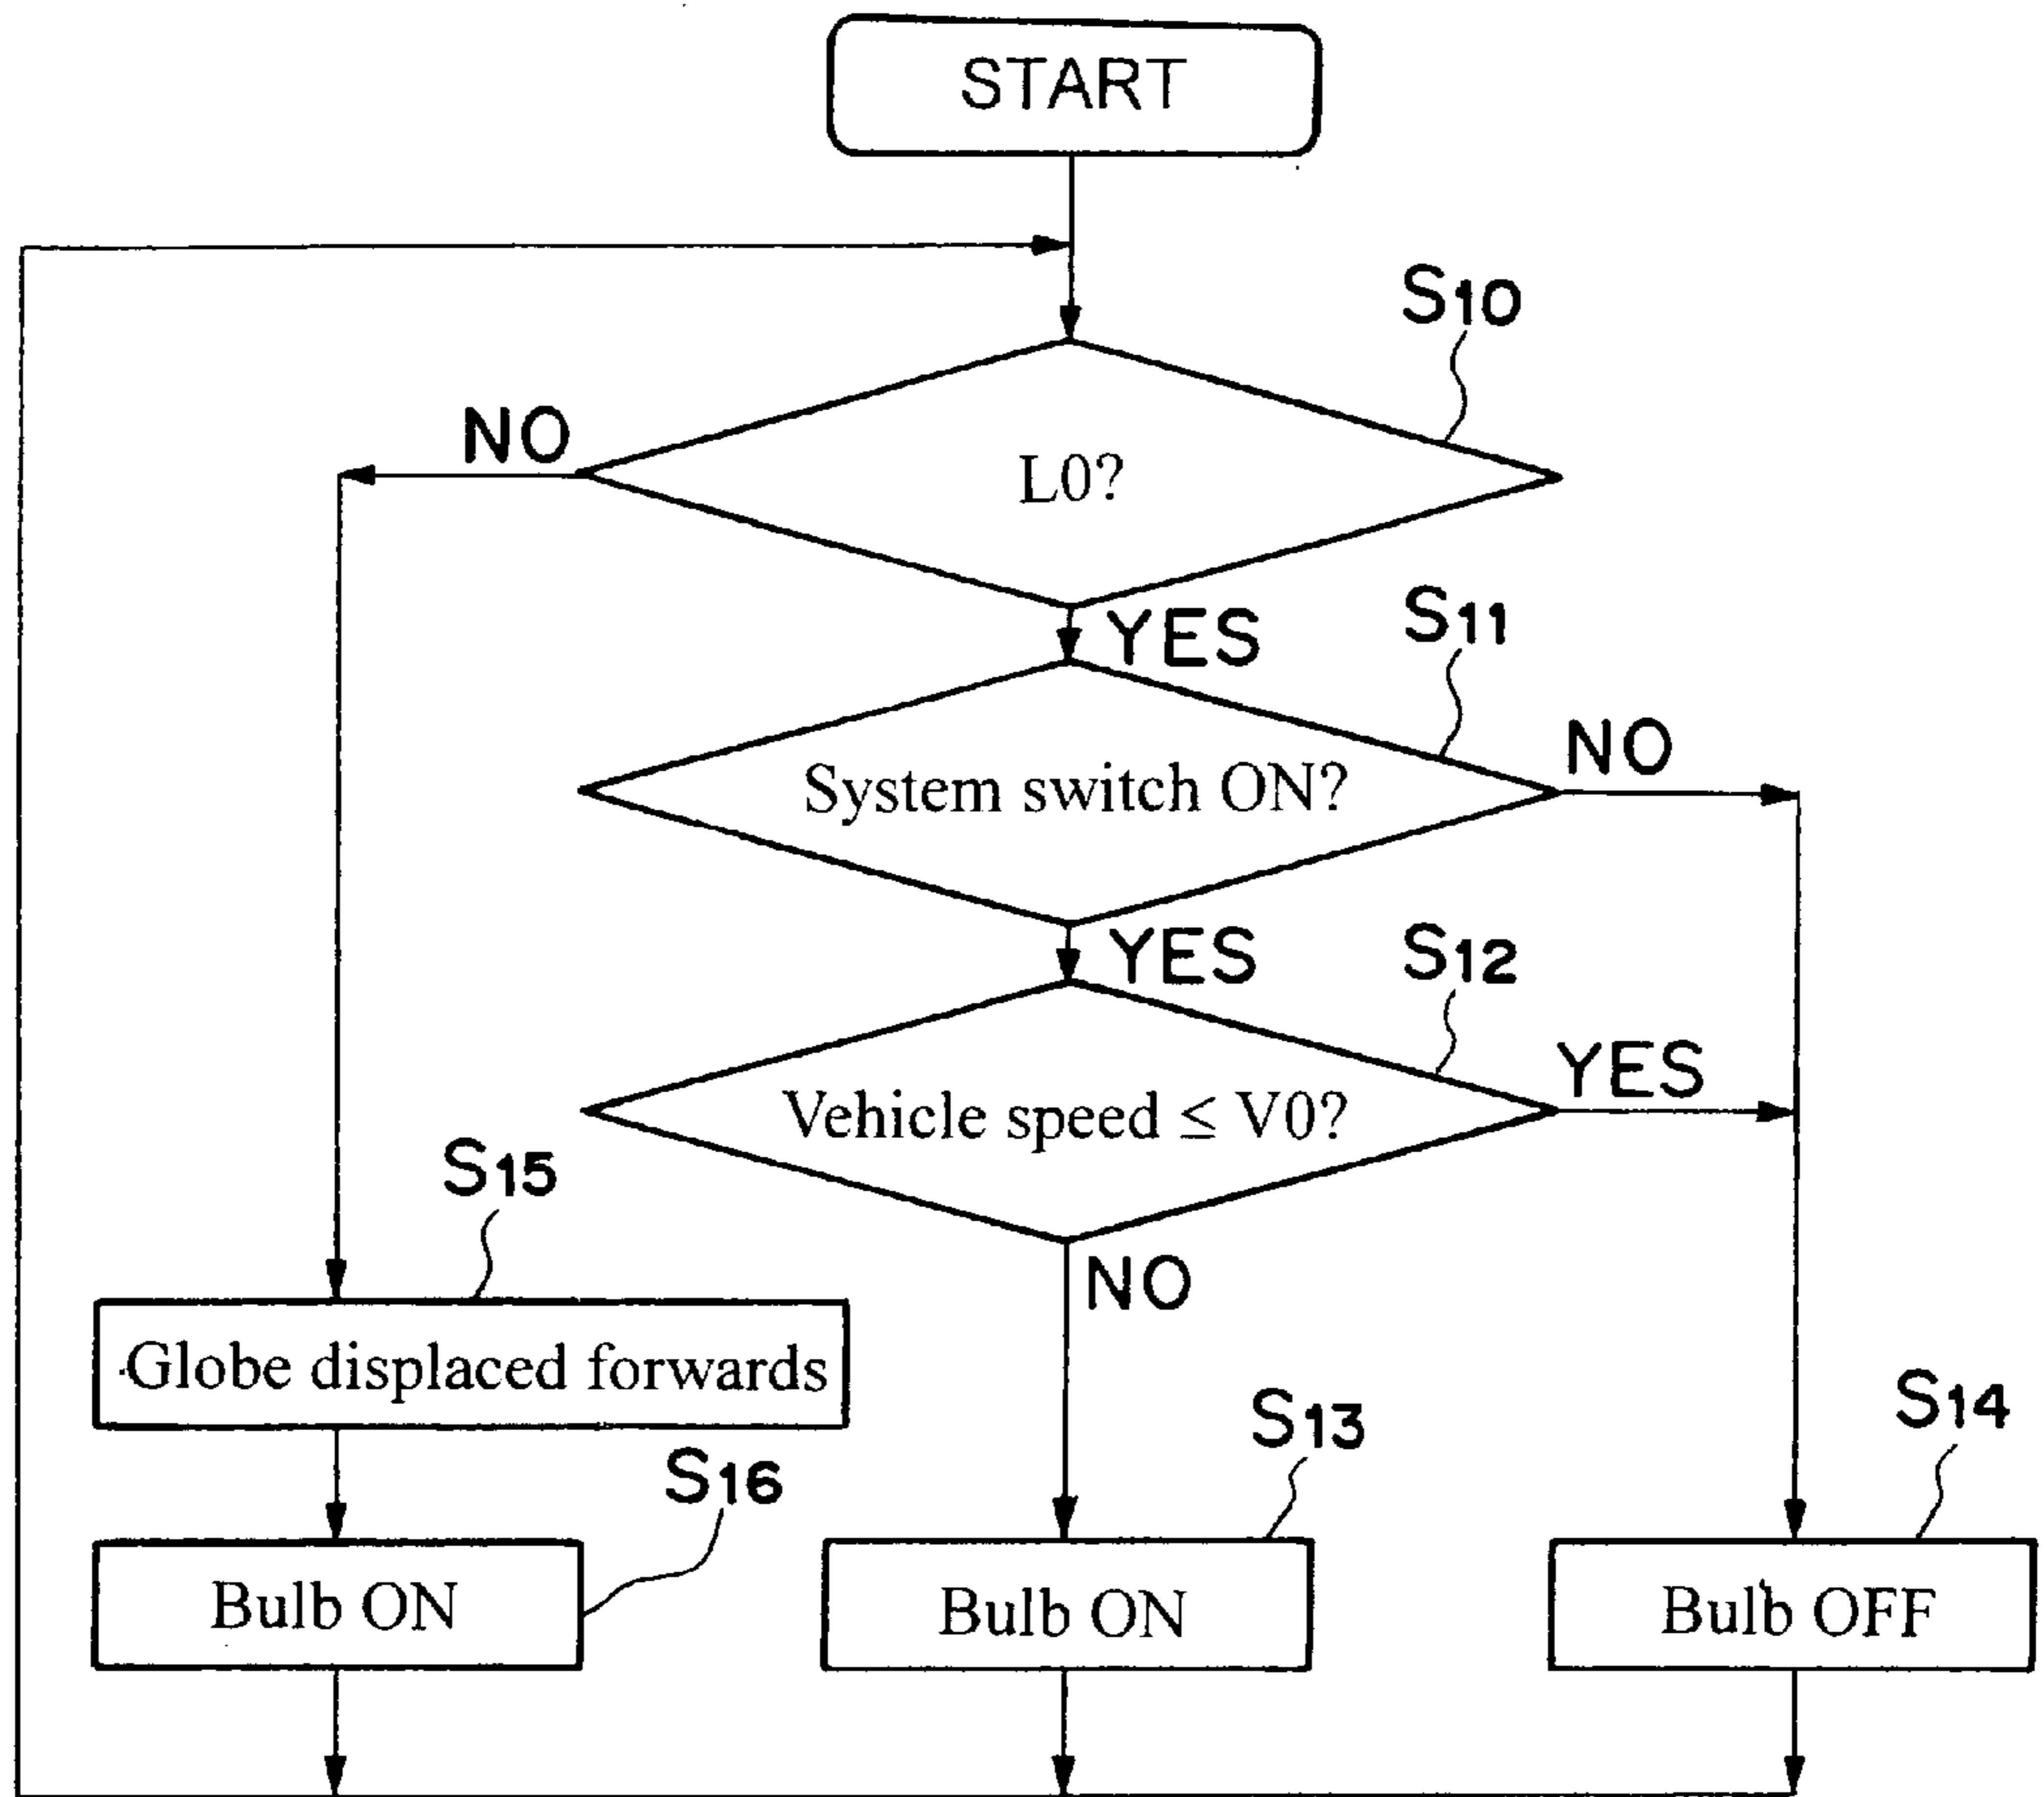 START
S10
NO
L0?
YES
S11
NO
System switch ON?
YES
S12
YES
Vehicle speed ≤ V0?
S15
NO
Globe displaced forwards
S13
S14
S16
Bulb ON
Bulb ON
Bulb OFF